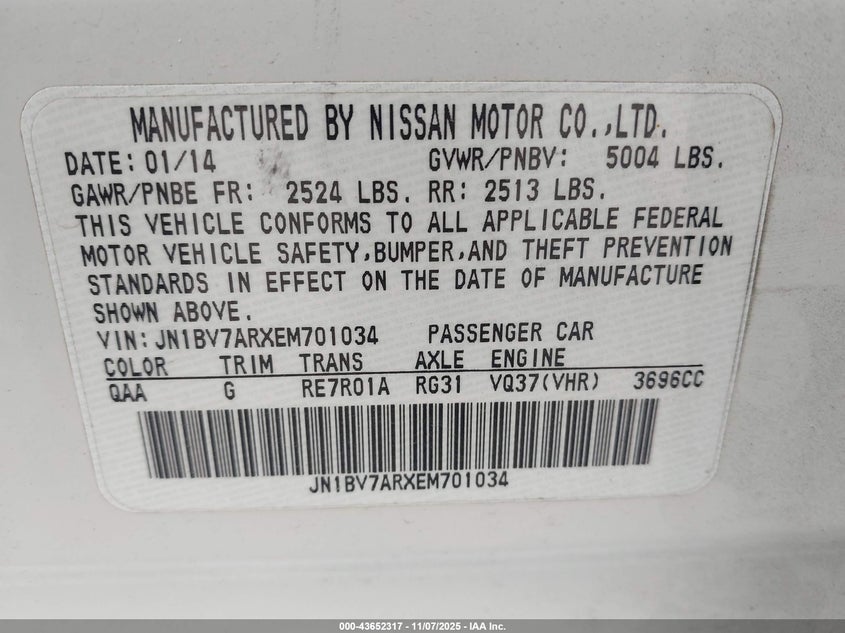 MANUFACTURED BY NISSAN MOTOR CO.,LTD.
DATE: 01/14 GVWR/PNBV: 5004 LBS.
GAWR/PNBE FR: 2524 LBS. RR: 2513 LBS.
THIS VEHICLE CONFORMS TO ALL APPLICABLE FEDERAL
MOTOR VEHICLE SAFETY,BUMPER,AND THEFT PREVENTION
STANDARDS IN EFFECT ON THE DATE OF MANUFACTURE
SHOWN ABOVE.
VIN:JN1BV7ARXEM701034 PASSENGER CAR
COLOR TRIM TRANS AXLE ENGINE
QAA G RE7R01A RG31 VQ37(VHR) 3696CC
JN1BV7ARXEM701034
000-43652317 - 11/07/2025 - IAA Inc.